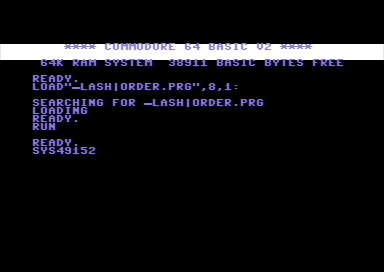 **** COMMODORE 64 BASIC V2 ****
64K RAM SYSTEM  38911 BASIC BYTES FREE
READY.
LOAD"—LASH|ORDER.PRG",8,1:
SEARCHING FOR —LASH|ORDER.PRG
LOADING
READY.
RUN
READY.
SYS49152